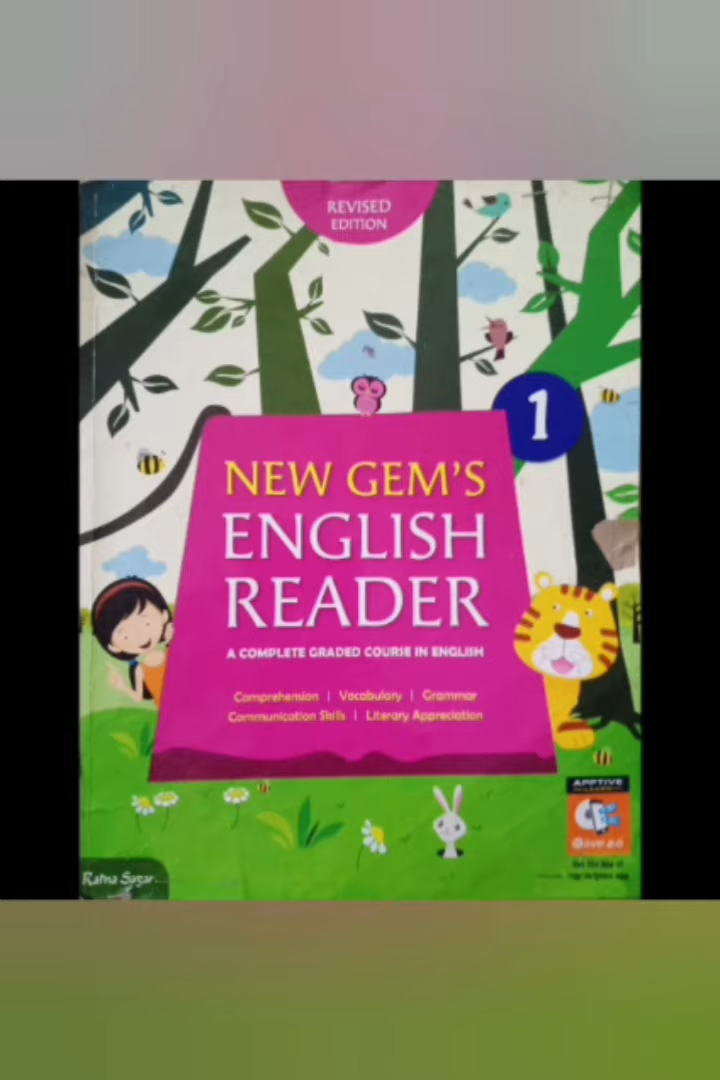 REVISED
EDITION
1
NEW GEM'S
ENGLISH
READER
A COMPLETE GRADED COURSE IN ENGLISH
Comprehension | Vocabulary | Grammar
Communication Skills | Literary Appreciation
APPTIVE
LEARN
Ratna Sagar